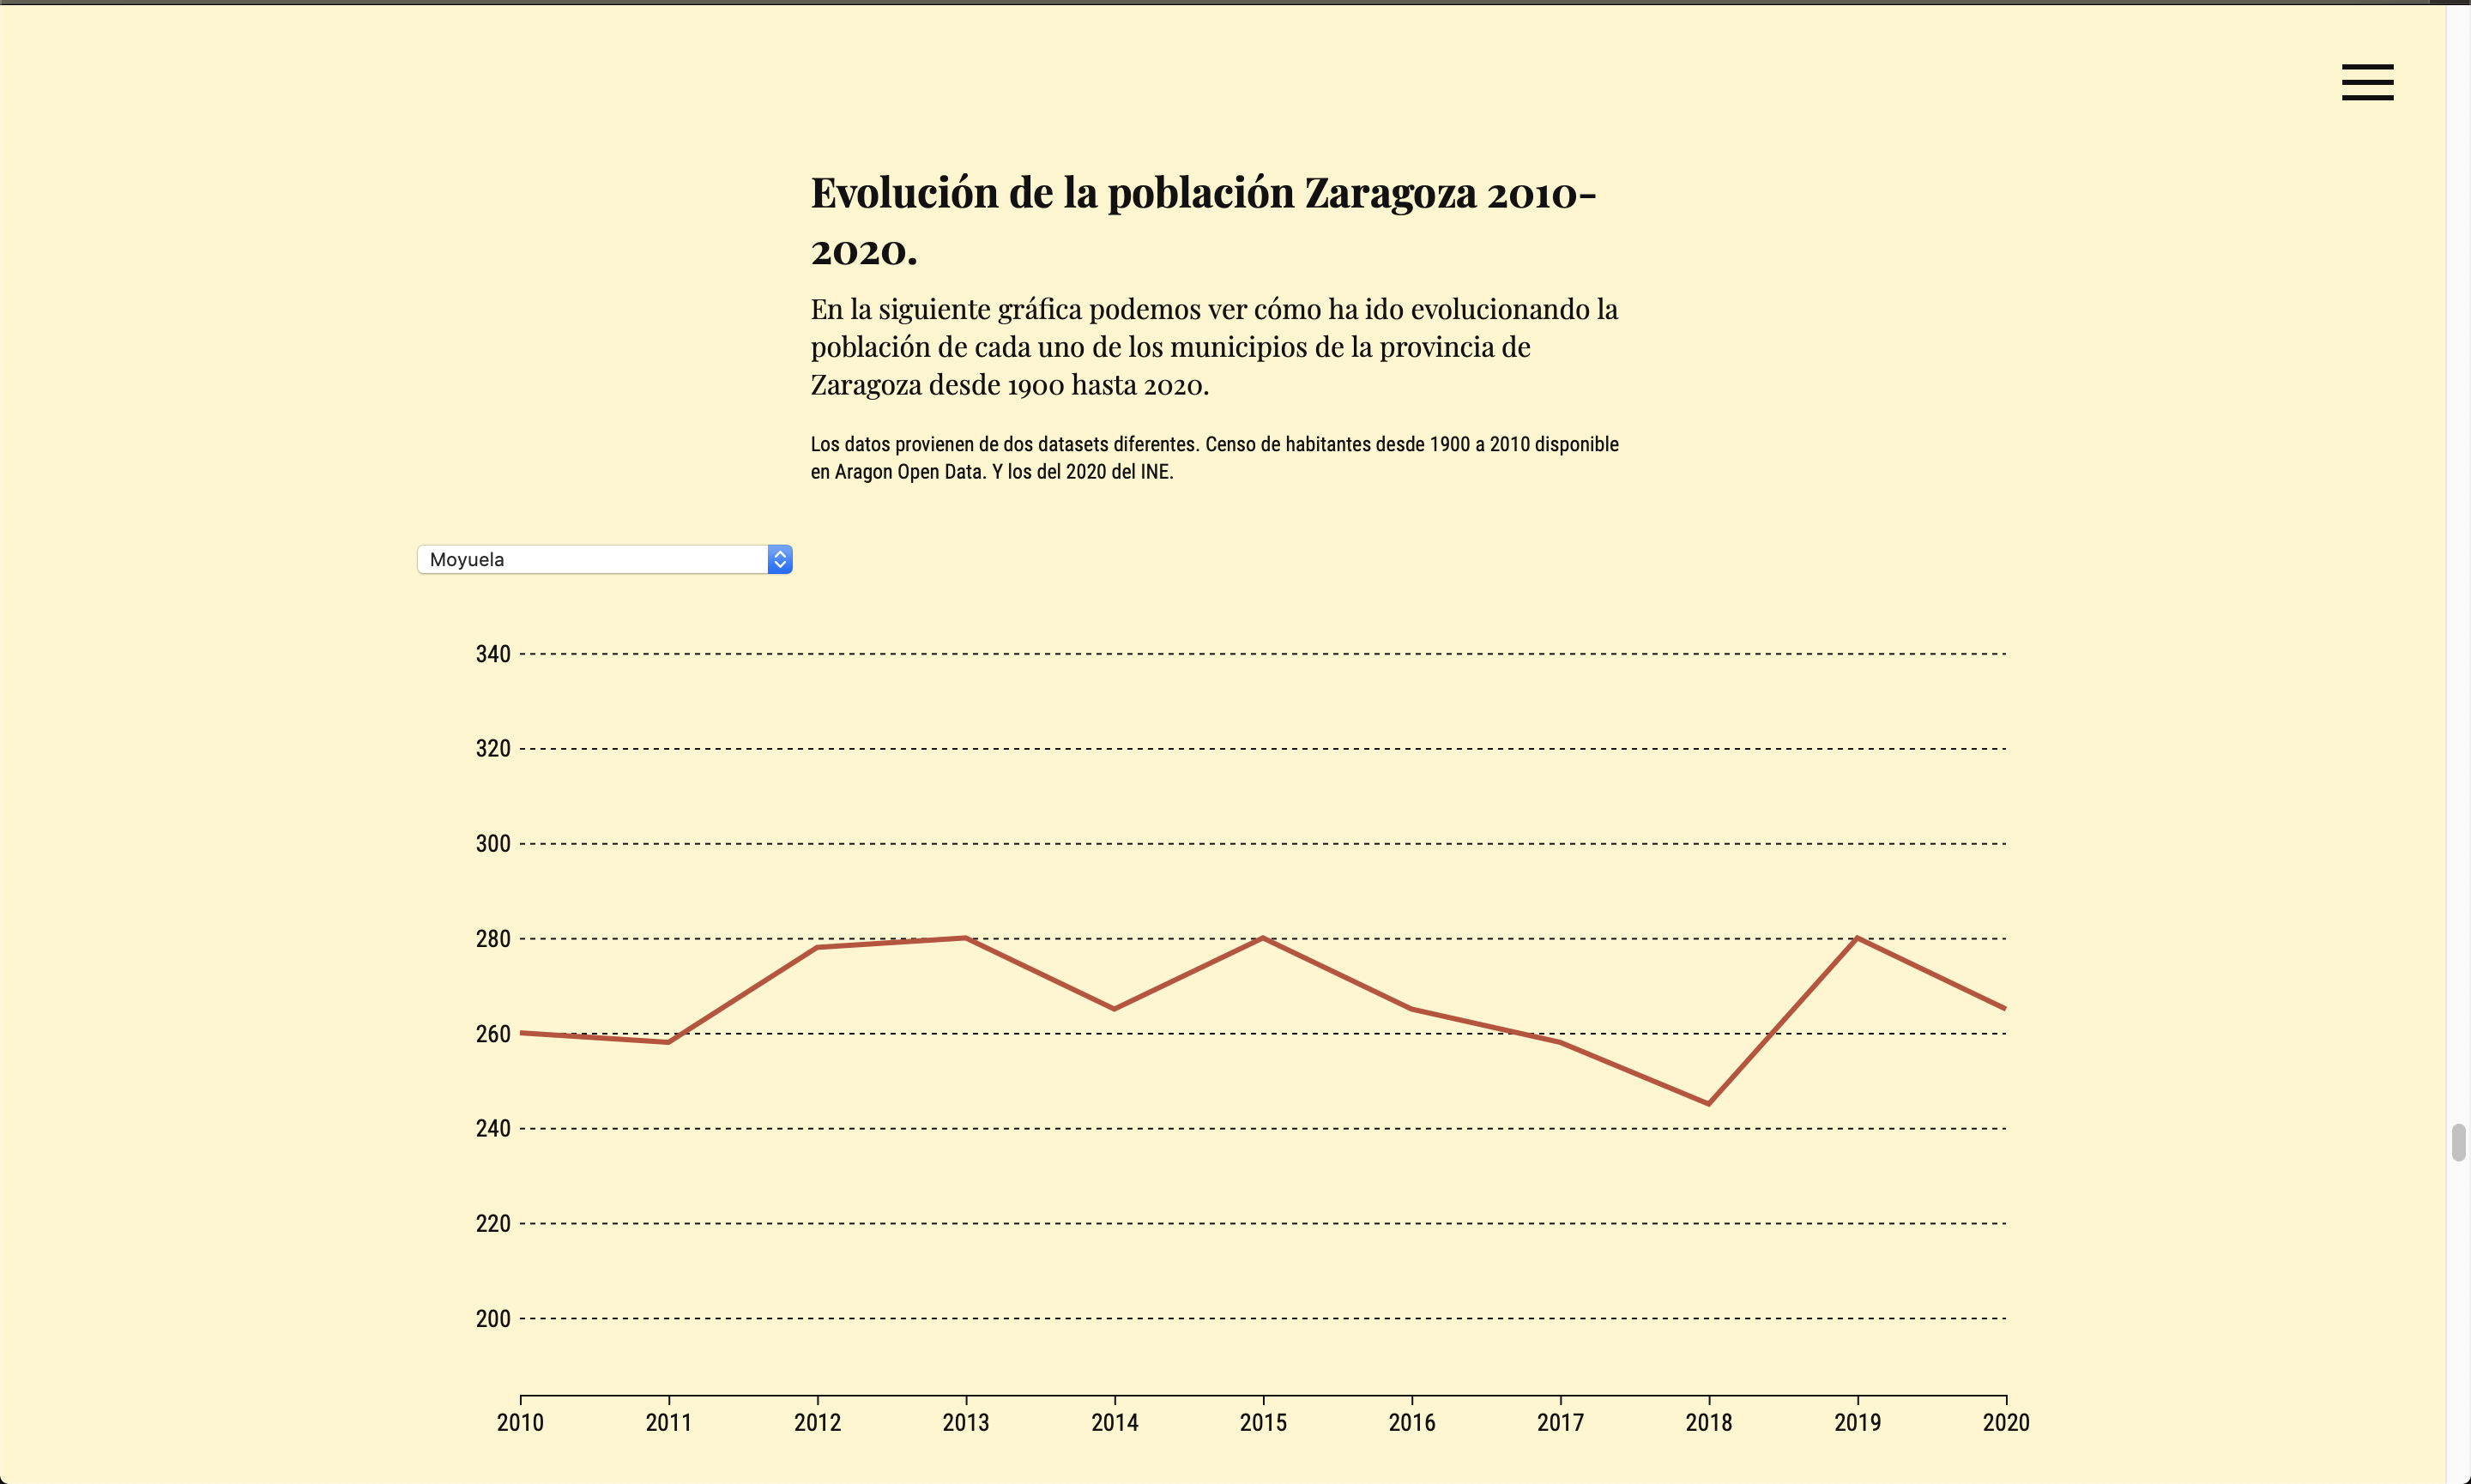 Evolución de la población Zaragoza 2010-
2020.
En la siguiente gráfica podemos ver cómo ha ido evolucionando la
población de cada uno de los municipios de la provincia de
Zaragoza desde 1900 hasta 2020.
Los datos provienen de dos datasets diferentes. Censo de habitantes desde 1900 a 2010 disponible
en Aragon Open Data. Y los del 2020 del INE.
Moyuela
340
320
300
280
260
240
220
200
2010 2011 2012 2013 2014 2015 2016 2017 2018 2019 2020